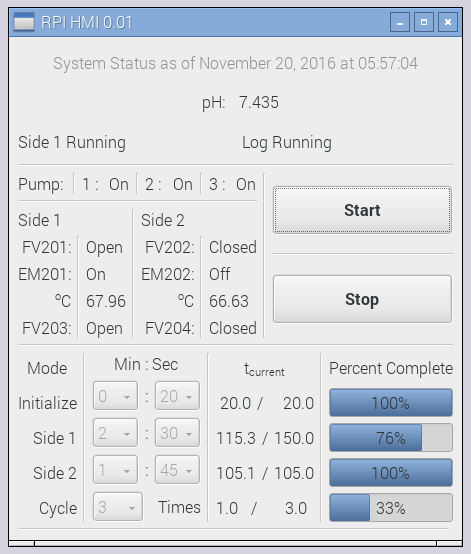 RPI HMI 0.01
System Status as of November 20, 2016 at 05:57:04
pH: 7.435
Side 1 Running Log Running
Pump: 1 : On 2 : On 3 : On
Start
Side 1 Side 2
FV201: Open FV202: Closed
EM201: On EM202: Off
ºC 67.96 ºC 66.63
Stop
FV203: Open FV204: Closed
Mode Min : Sec tcurrent Percent Complete
Initialize 0 : 20 20.0 / 20.0 100%
Side 1 2 : 30 115.3 / 150.0 76%
Side 2 1 : 45 105.1 / 105.0 100%
Cycle 3 Times 1.0 / 3.0 33%